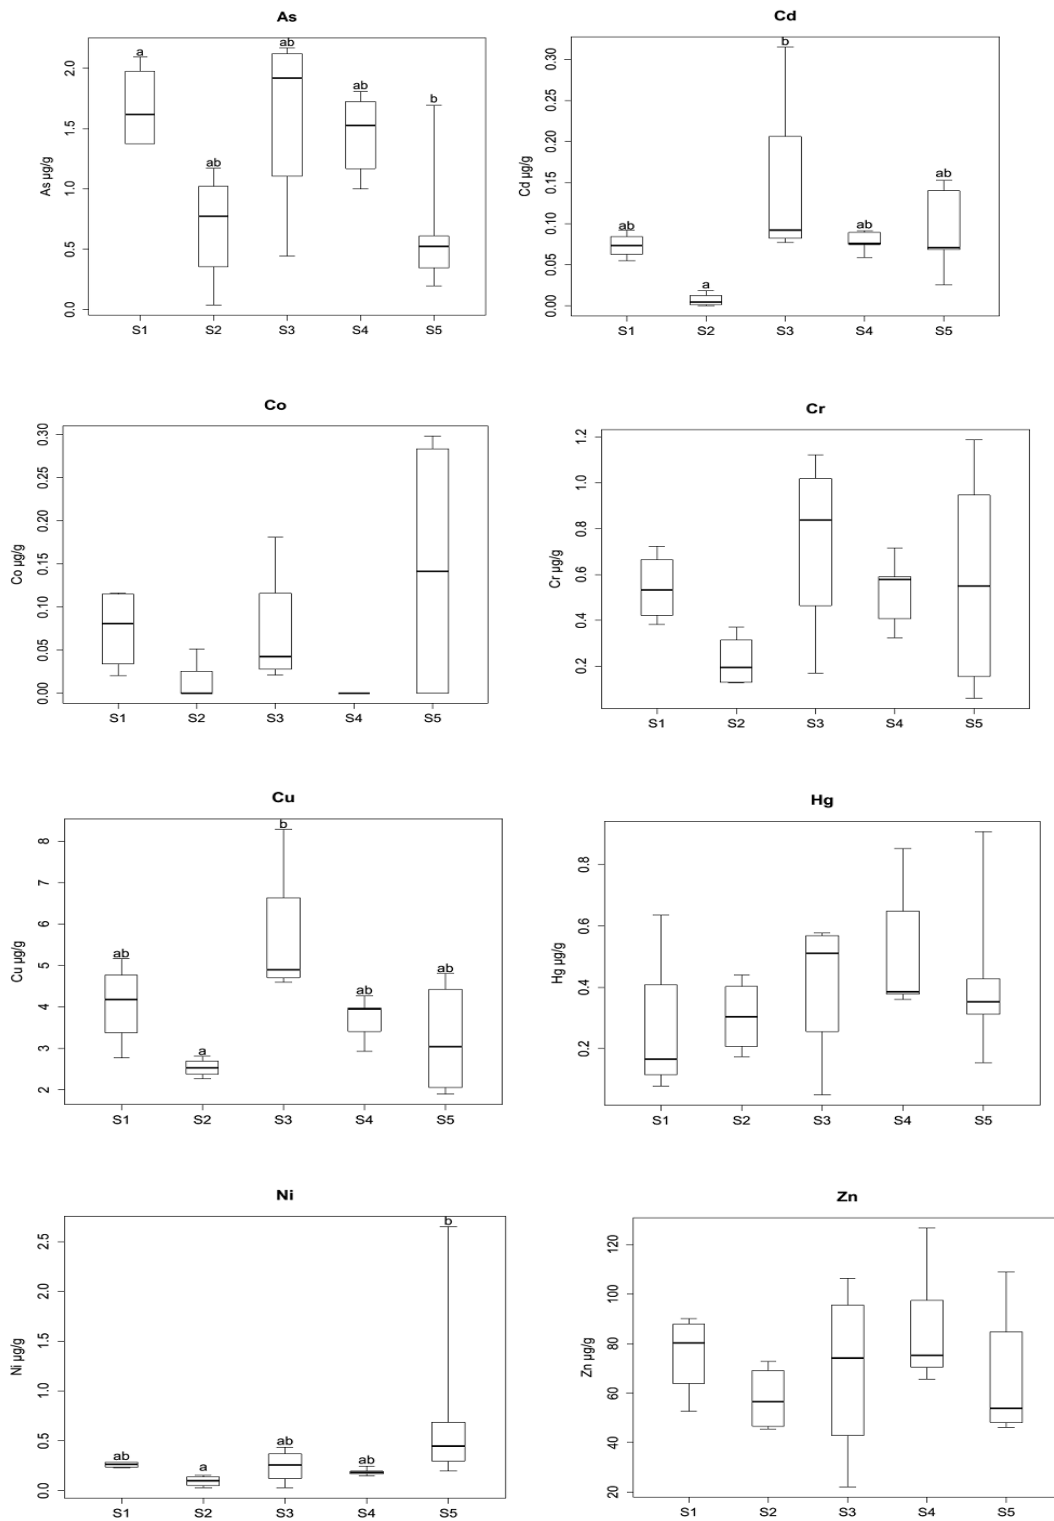 As
As µg/g
2.0
1.5
1.0
0.5
0.0
a
ab
ab
ab
b
S1 S2 S3 S4 S5
Cd
Cd µg/g
0.30
0.25
0.20
0.15
0.10
0.05
0.00
ab
a
b
ab
ab
S1 S2 S3 S4 S5
Co
Co µg/g
0.30
0.25
0.20
0.15
0.10
0.05
0.00
S1 S2 S3 S4 S5
Cr
Cr µg/g
1.2
1.0
0.8
0.6
0.4
0.2
S1 S2 S3 S4 S5
Cu
Cu µg/g
8
7
6
5
4
3
2
ab
a
b
ab
ab
S1 S2 S3 S4 S5
Hg
Hg µg/g
0.8
0.6
0.4
0.2
S1 S2 S3 S4 S5
Ni
Ni µg/g
2.5
2.0
1.5
1.0
0.5
0.0
ab
a
ab
ab
b
S1 S2 S3 S4 S5
Zn
Zn µg/g
120
100
80
60
40
20
S1 S2 S3 S4 S5